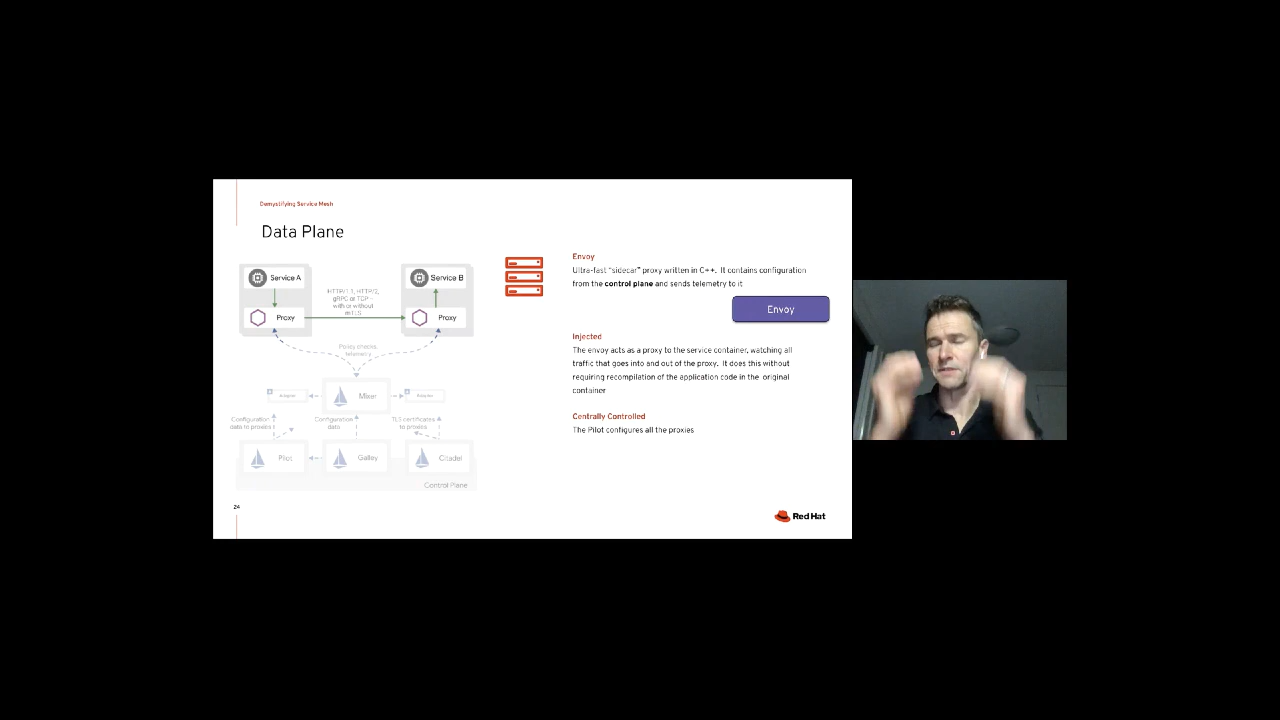 Demystifying Service Mesh
Data Plane
Service A
Service B
HTTP/1.1, HTTP/2,
gRPC or TCP --
with or without
mTLS
Proxy
Proxy
Policy checks,
telemetry
Adapter
Mixer
Adapter
Configuration
data to proxies
Configuration
data
TLS certificates
to proxies
Pilot
Galley
Citadel
Control Plane
Envoy
Ultra-fast "sidecar" proxy written in C++. It contains configuration
from the control plane and sends telemetry to it
Envoy
Injected
The envoy acts as a proxy to the service container, watching all
traffic that goes into and out of the proxy. It does this without
requiring recompilation of the application code in the original
container
Centrally Controlled
The Pilot configures all the proxies
24
Red Hat